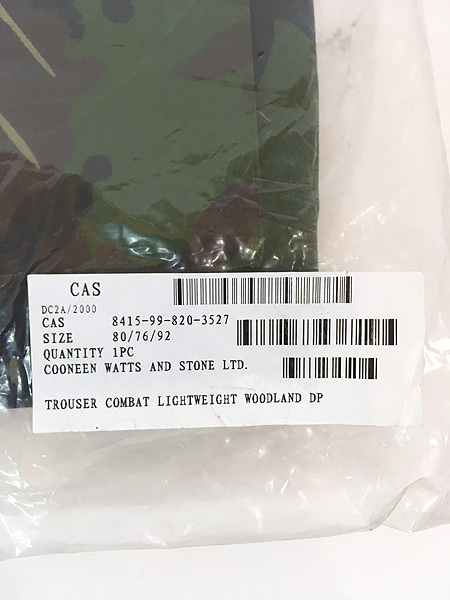 CAS
DC2A/2000
CAS 8415-99-820-3527
SIZE 80/76/92
QUANTITY 1PC
COONEEN WATTS AND STONE LTD.
TROUSER COMBAT LIGHTWEIGHT WOODLAND DP